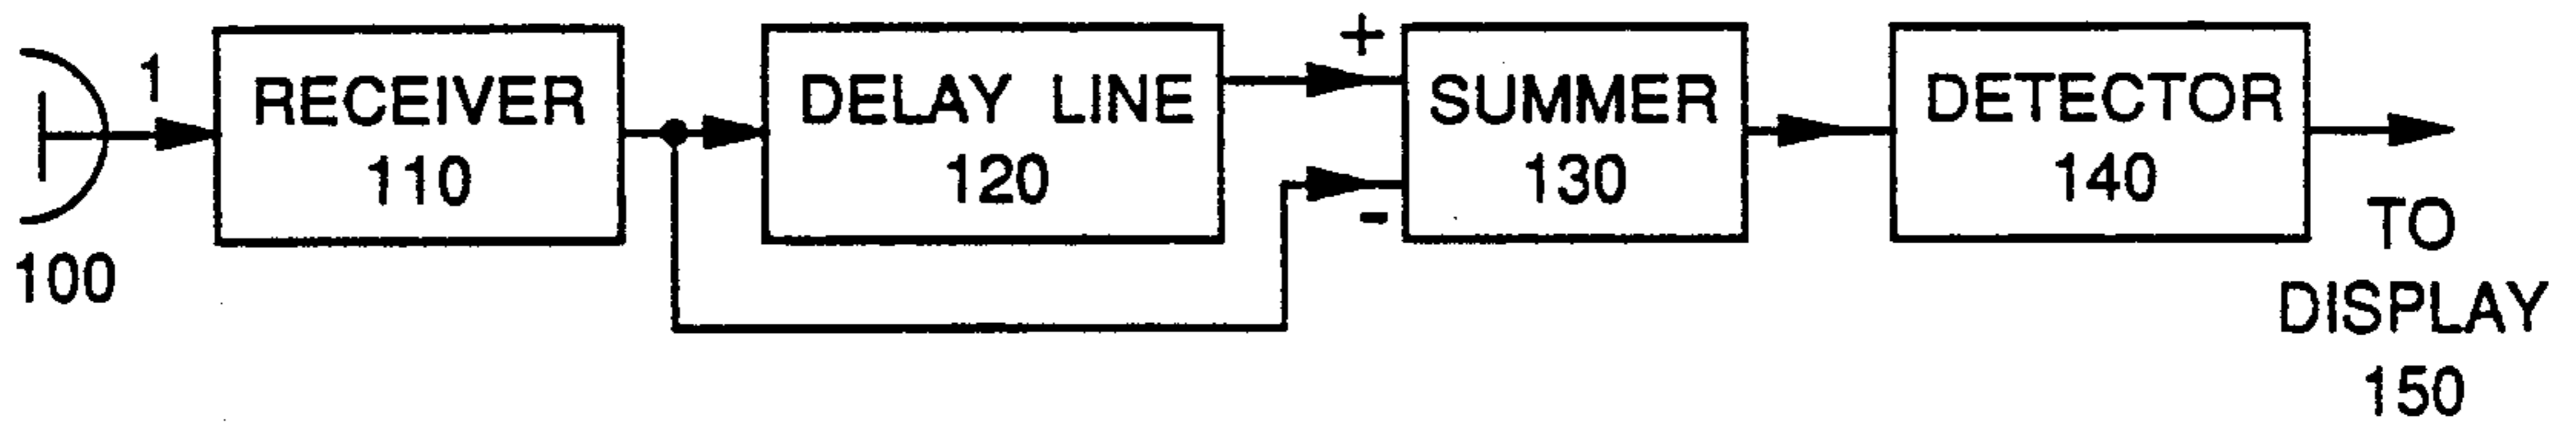 100
1
RECEIVER
110
DELAY LINE
120
+
-
SUMMER
130
DETECTOR
140
TO
DISPLAY
150